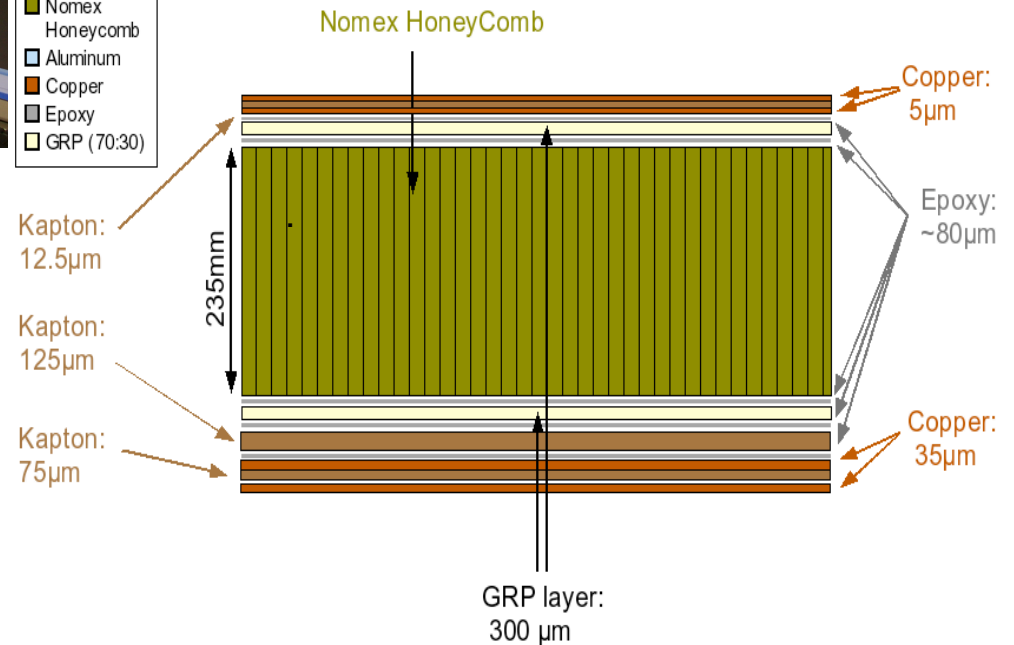 Nomex
Honeycomb
Aluminum
Copper
Epoxy
GRP (70:30)
Nomex HoneyComb
Copper:
5µm
Kapton:
12.5µm
Epoxy:
~80µm
235mm
Kapton:
125µm
Kapton:
75µm
Copper:
35µm
GRP layer:
300 µm